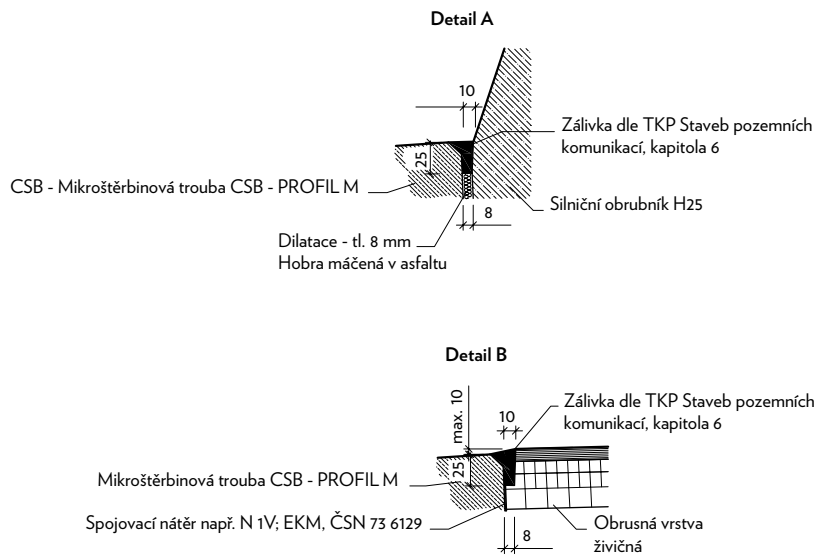 Detail A
10
Zálivka dle TKP Staveb pozemních
komunikací, kapitola 6
25
CSB - Mikroštěrbinová trouba CSB - PROFIL M
Silniční obrubník H25
8
Dilatace - tl. 8 mm
Hobra máčená v asfaltu
Detail B
max. 10
10
Zálivka dle TKP Staveb pozemních
komunikací, kapitola 6
25
Mikroštěrbinová trouba CSB - PROFIL M
Spojovací nátěr např. N 1V; EKM, ČSN 73 6129
8
Obrusná vrstva
živičná